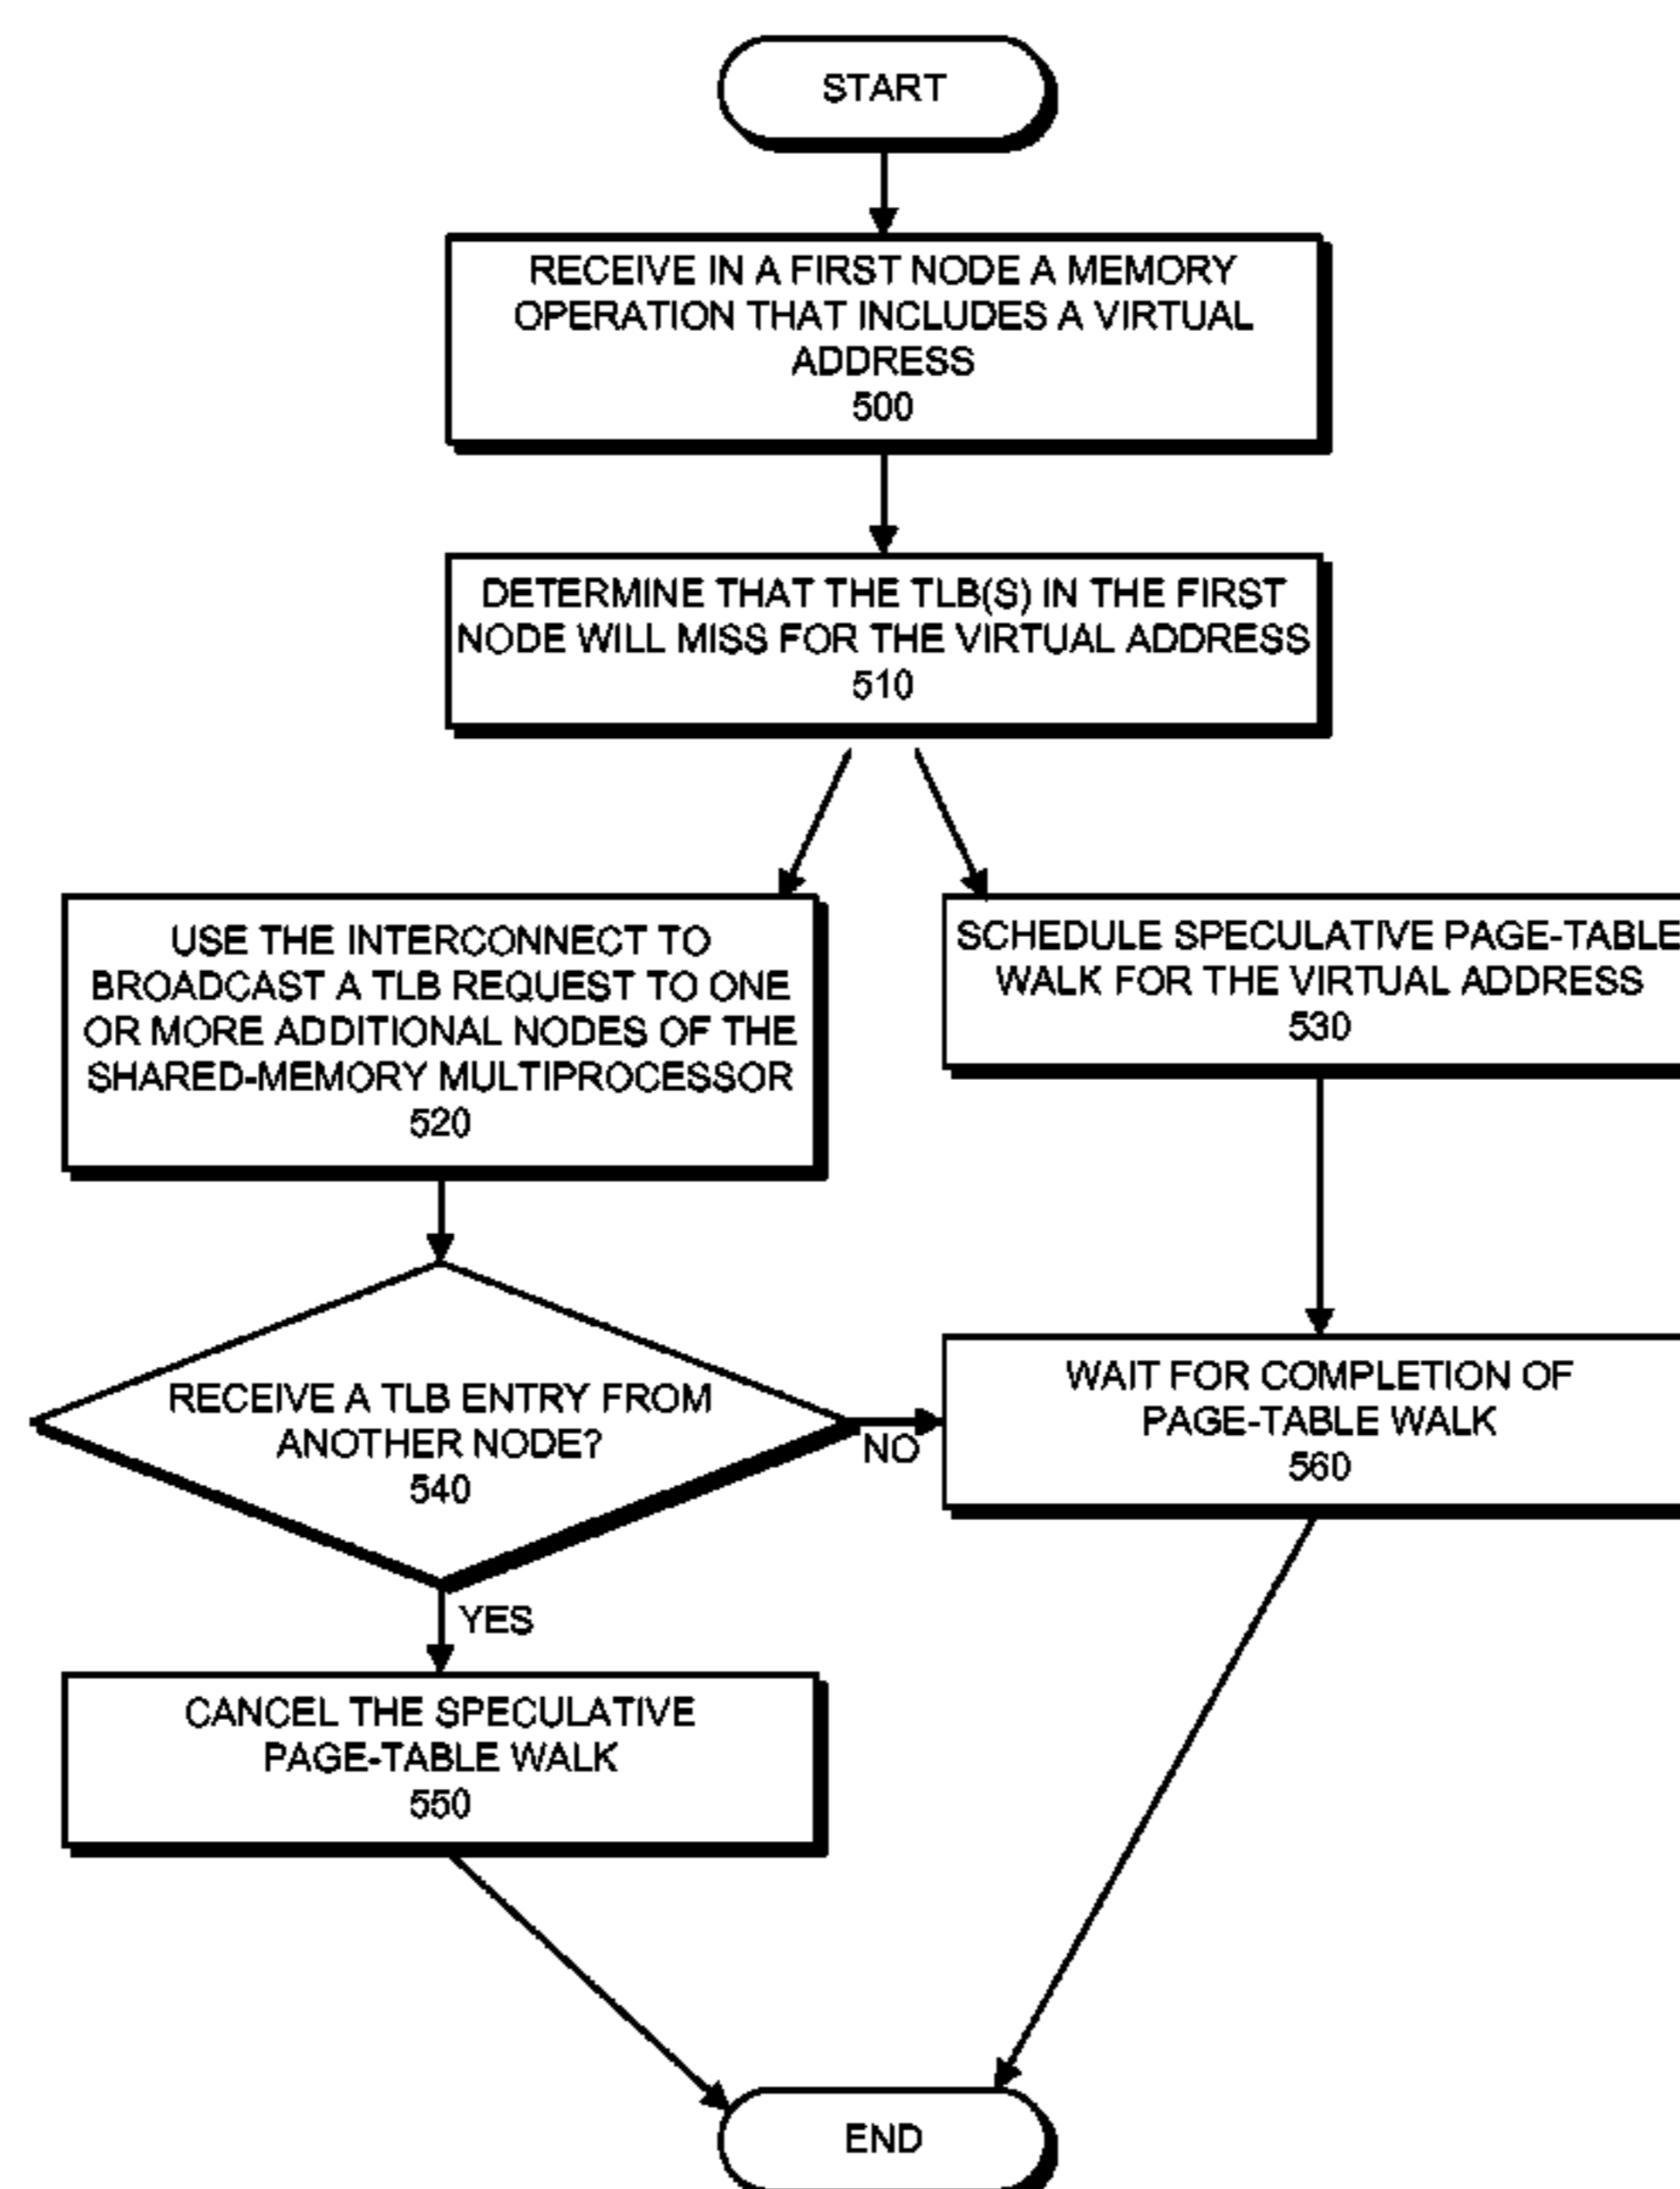 START
RECEIVE IN A FIRST NODE A MEMORY
OPERATION THAT INCLUDES A VIRTUAL
ADDRESS
500
DETERMINE THAT THE TLB(S) IN THE FIRST
NODE WILL MISS FOR THE VIRTUAL ADDRESS
510
USE THE INTERCONNECT TO
BROADCAST A TLB REQUEST TO ONE
OR MORE ADDITIONAL NODES OF THE
SHARED-MEMORY MULTIPROCESSOR
520
SCHEDULE SPECULATIVE PAGE-TABLE
WALK FOR THE VIRTUAL ADDRESS
530
RECEIVE A TLB ENTRY FROM
ANOTHER NODE?
540
NO
WAIT FOR COMPLETION OF
PAGE-TABLE WALK
560
YES
CANCEL THE SPECULATIVE
PAGE-TABLE WALK
550
END